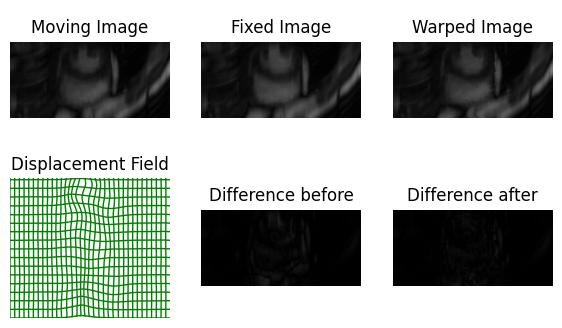 Moving Image
Fixed Image
Warped Image
Displacement Field
Difference before
Difference after